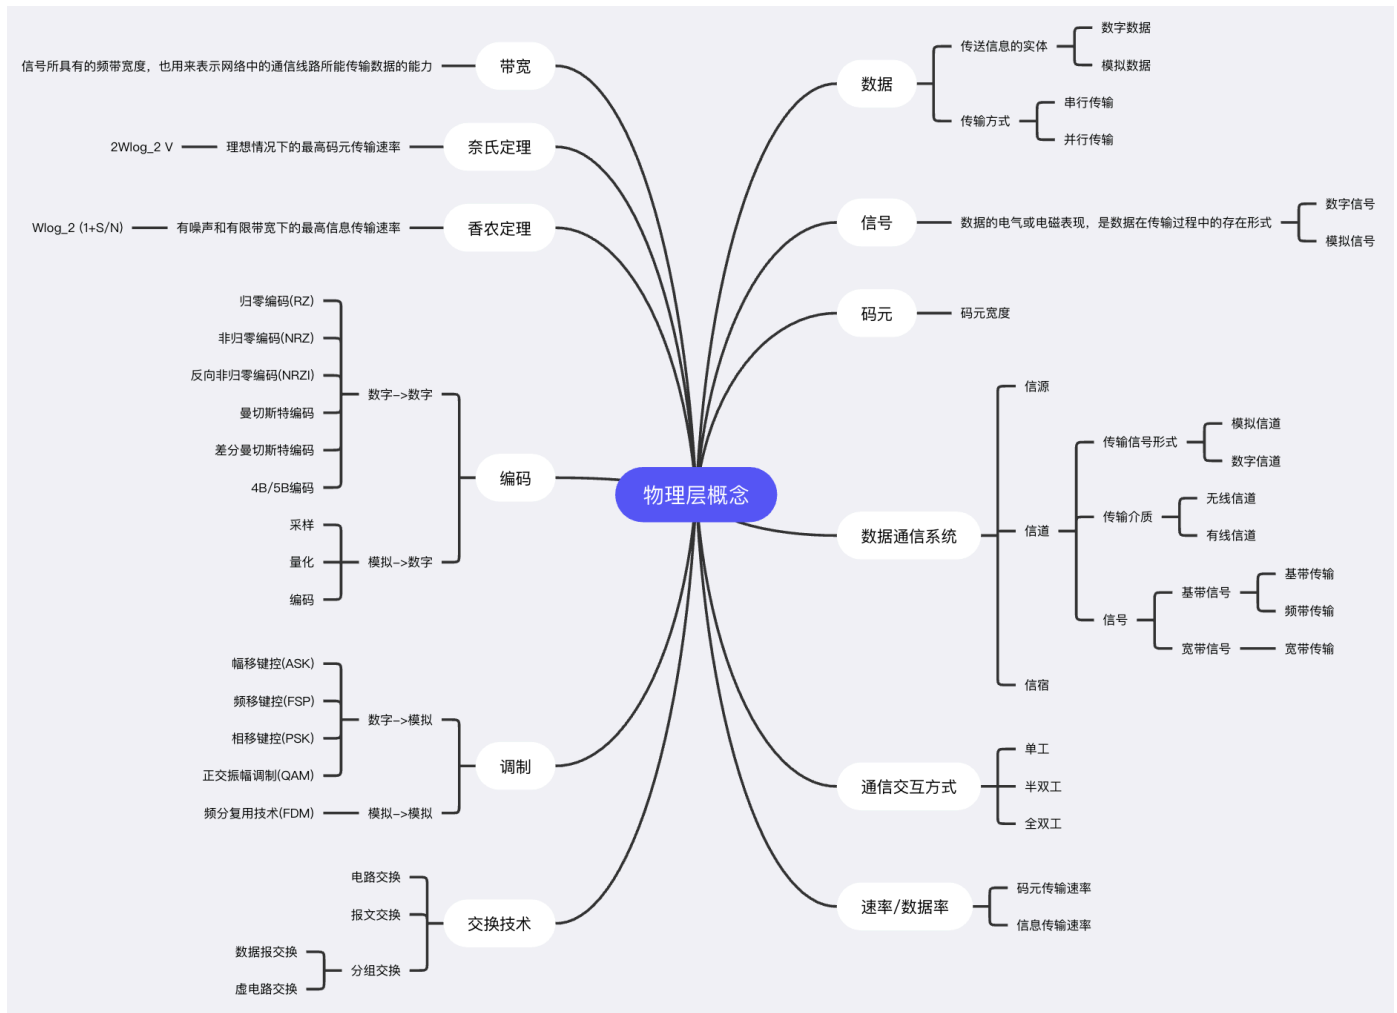 物理层概念
数据
传送信息的实体
数字数据
模拟数据
传输方式
串行传输
并行传输
信号
数据的电气或电磁表现，是数据在传输过程中的存在形式
数字信号
模拟信号
码元
码元宽度
数据通信系统
信源
信道
传输信号形式
模拟信道
数字信道
传输介质
无线信道
有线信道
信号
基带信号
基带传输
频带传输
宽带信号
宽带传输
信宿
通信交互方式
单工
半双工
全双工
速率/数据率
码元传输速率
信息传输速率
带宽
信号所具有的频带宽度，也用来表示网络中的通信线路所能传输数据的能力
奈氏定理
理想情况下的最高码元传输速率
2Wlog_2 V
香农定理
有噪声和有限带宽下的最高信息传输速率
Wlog_2 (1+S/N)
编码
数字->数字
归零编码(RZ)
非归零编码(NRZ)
反向非归零编码(NRZI)
曼切斯特编码
差分曼切斯特编码
4B/5B编码
模拟->数字
采样
量化
编码
调制
数字->模拟
幅移键控(ASK)
频移键控(FSP)
相移键控(PSK)
正交振幅调制(QAM)
模拟->模拟
频分复用技术(FDM)
交换技术
电路交换
报文交换
分组交换
数据报交换
虚电路交换